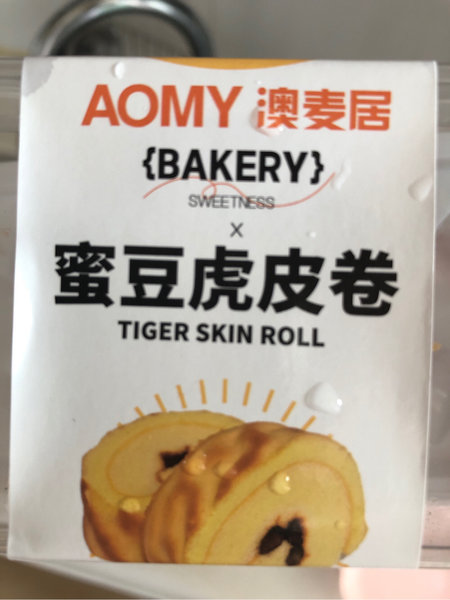 AOMY 澳麦居
{BAKERY}
SWEETNESS
X
蜜豆虎皮卷
TIGER SKIN ROLL